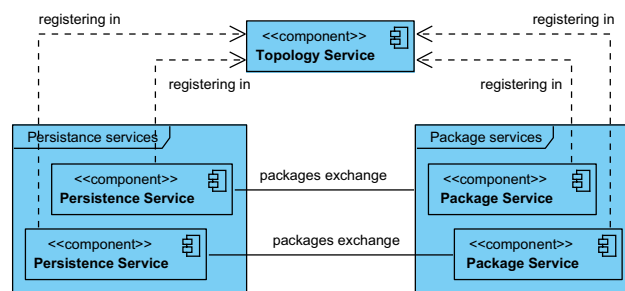 registering in
registering in
<<component>>
Topology Service
registering in
registering in
Persistance services
Package services
<<component>>
Persistence Service
packages exchange
<<component>>
Package Service
<<component>>
Persistence Service
packages exchange
<<component>>
Package Service